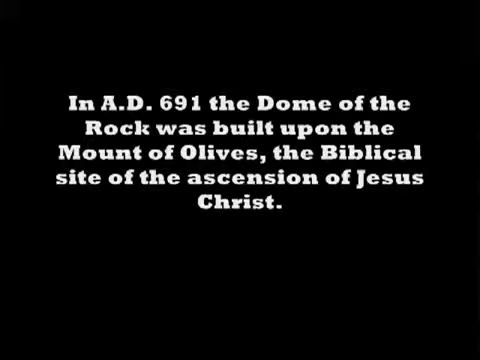 In A.D. 691 the Dome of the
Rock was built upon the
Mount of Olives, the Biblical
site of the ascension of Jesus
Christ.